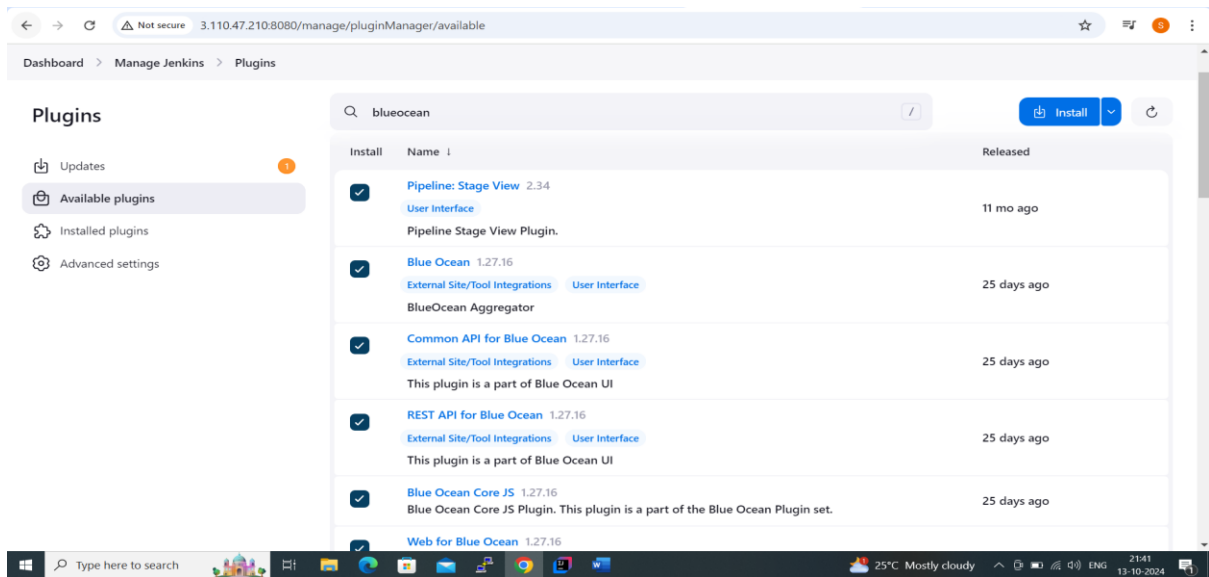 Not secure 3.110.47.210:8080/manage/pluginManager/available
S
Dashboard > Manage Jenkins > Plugins
Plugins
Updates 1
Available plugins
Installed plugins
Advanced settings
blueocean /
Install
Install Name ↓ Released
Pipeline: Stage View 2.34
User Interface
11 mo ago
Pipeline Stage View Plugin.
Blue Ocean 1.27.16
External Site/Tool Integrations User Interface
25 days ago
BlueOcean Aggregator
Common API for Blue Ocean 1.27.16
External Site/Tool Integrations User Interface
25 days ago
This plugin is a part of Blue Ocean UI
REST API for Blue Ocean 1.27.16
External Site/Tool Integrations User Interface
25 days ago
This plugin is a part of Blue Ocean UI
Blue Ocean Core JS 1.27.16
25 days ago
Blue Ocean Core JS Plugin. This plugin is a part of the Blue Ocean Plugin set.
Web for Blue Ocean 1.27.16
Type here to search
25°C Mostly cloudy
ENG
21:41
13-10-2024